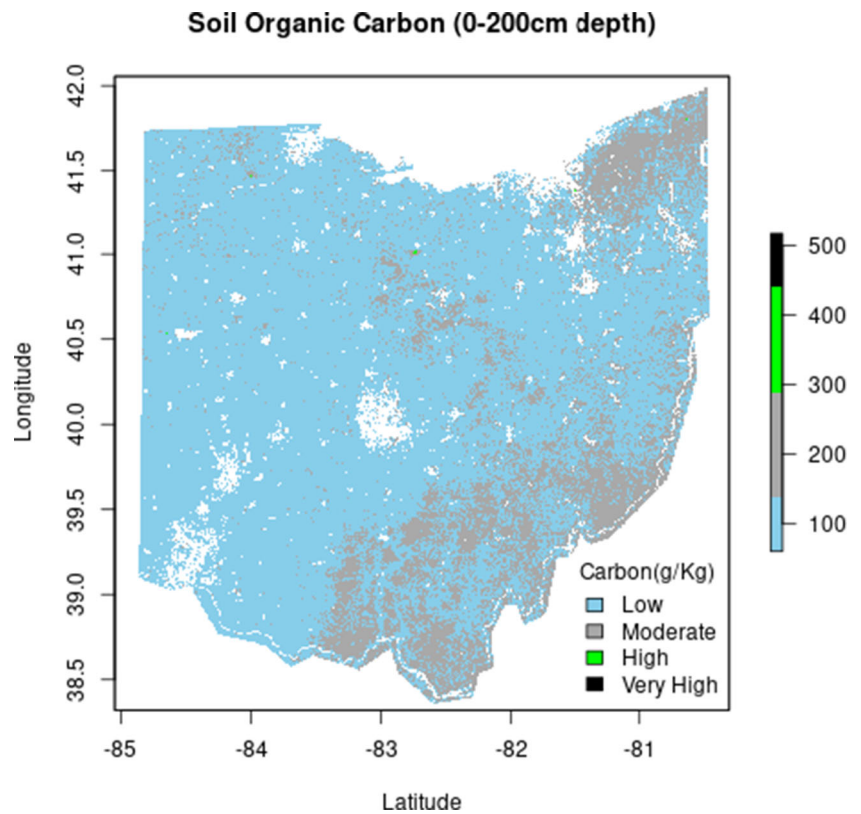 Soil Organic Carbon (0-200cm depth)
42.0
41.5
41.0
40.5
40.0
39.5
39.0
38.5
Longitude
500
400
300
200
100
Carbon(g/Kg)
Low
Moderate
High
Very High
-85 -84 -83 -82 -81
Latitude